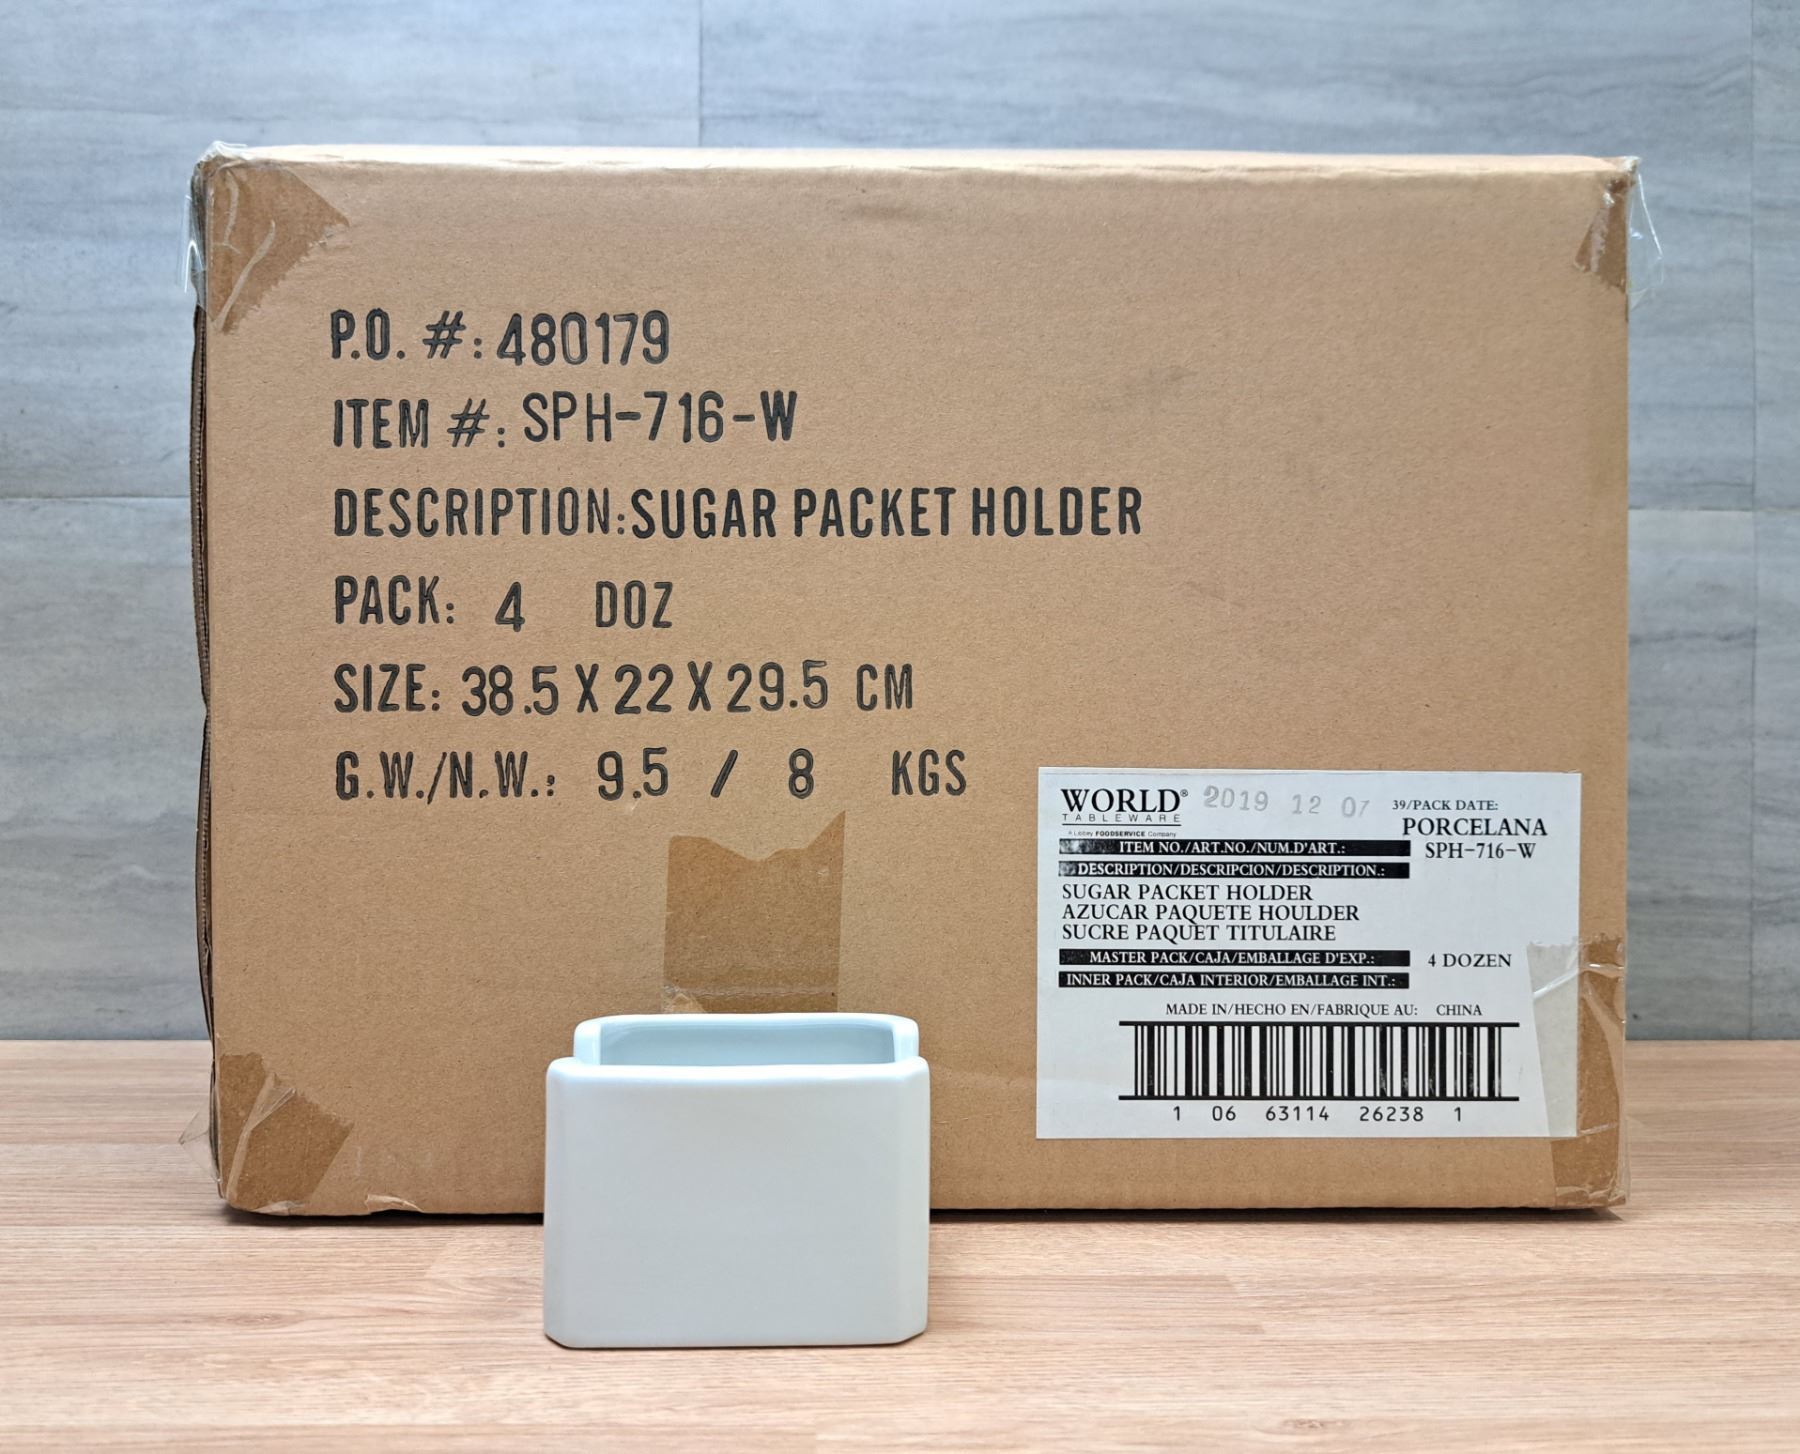 P.O. #: 480179
ITEM #: SPH-716-W
DESCRIPTION:SUGAR PACKET HOLDER
PACK: 4 DOZ
SIZE: 38.5 X 22 X 29.5 CM
G.W./N.W.: 9.5 / 8 KGS
WORLD® 2019 12 07 39/PACK DATE:
TABLEWARE
A Libbey FOODSERVICE Company PORCELANA
ITEM NO./ART.NO./NUM.D'ART.: SPH-716-W
DESCRIPTION/DESCRIPCION/DESCRIPTION.:
SUGAR PACKET HOLDER
AZUCAR PAQUETE HOULDER
SUCRE PAQUET TITULAIRE
MASTER PACK/CAJA/EMBALLAGE D'EXP.: 4 DOZEN
INNER PACK/CAJA INTERIOR/EMBALLAGE INT.:
MADE IN/HECHO EN/FABRIQUE AU: CHINA
1 06 63114 26238 1